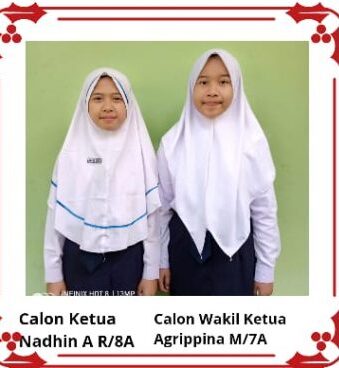 INFINIX HOT 8 | 13MP
Calon Ketua
Nadhin A R/8A
Calon Wakil Ketua
Agrippina M/7A